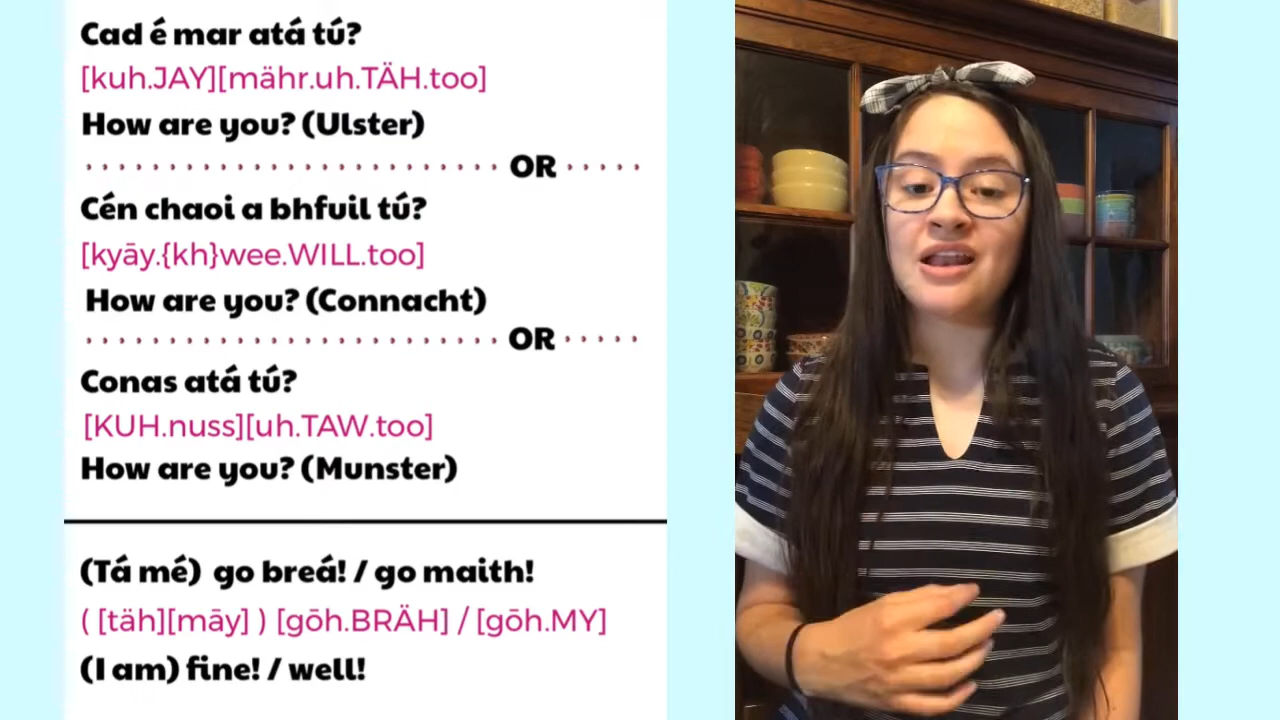 Cad é mar atá tú?
[kuh.JAY][mähr.uh.TÄH.too]
How are you? (Ulster)
OR
Cén chaoi a bhfuil tú?
[kyāy.{kh}wee.WILL.too]
How are you? (Connacht)
OR
Conas atá tú?
[KUH.nuss][uh.TAW.too]
How are you? (Munster)
(Tá mé) go breá! / go maith!
( [täh][māy] ) [gōh.BRÄH] / [gōh.MY]
(I am) fine! / well!